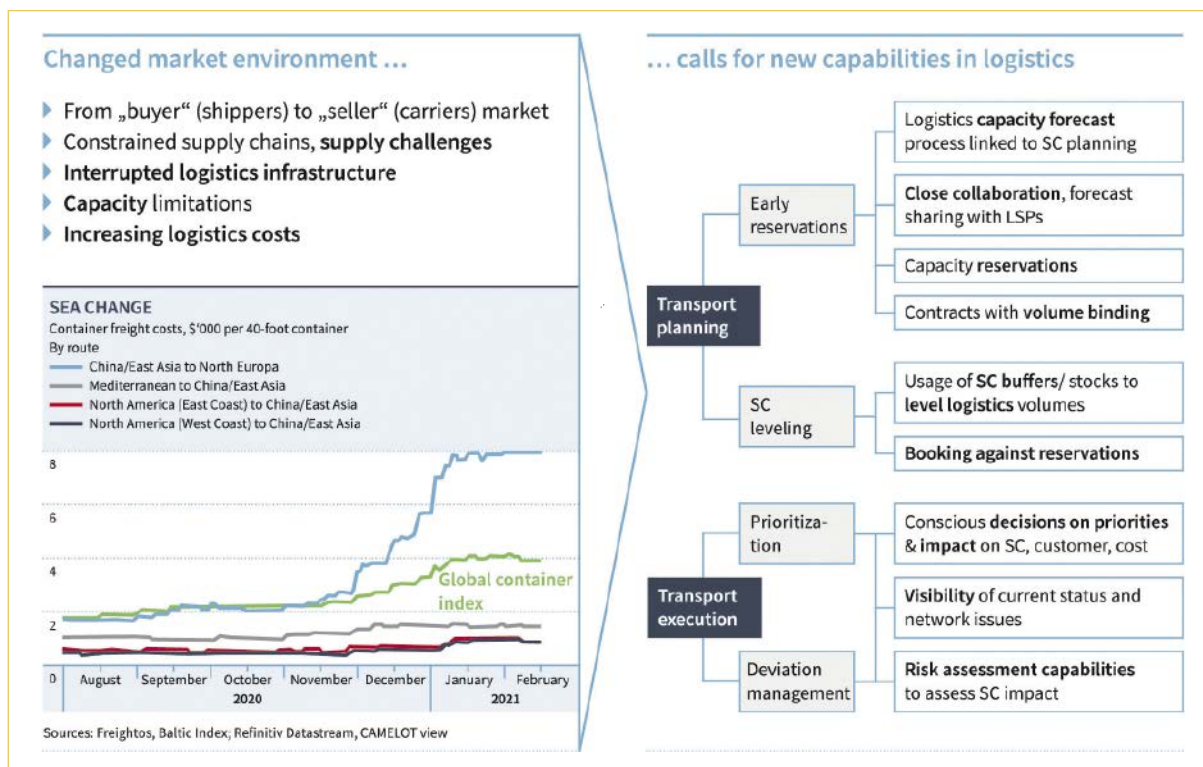 Changed market environment ...
From „buyer“ (shippers) to „seller“ (carriers) market
Constrained supply chains, supply challenges
Interrupted logistics infrastructure
Capacity limitations
Increasing logistics costs
SEA CHANGE
Container freight costs, $'000 per 40-foot container
By route
China/East Asia to North Europa
Mediterranean to China/East Asia
North America (East Coast) to China/East Asia
North America (West Coast) to China/East Asia
8
6
4
2
0
Global container
index
August September October November December January February
2020 2021
Sources: Freightos, Baltic Index; Refinitiv Datastream, CAMELOT view
... calls for new capabilities in logistics
Transport
planning
Early
reservations
Logistics capacity forecast
process linked to SC planning
Close collaboration, forecast
sharing with LSPs
Capacity reservations
Contracts with volume binding
SC
leveling
Usage of SC buffers/ stocks to
level logistics volumes
Booking against reservations
Transport
execution
Prioritiza-
tion
Conscious decisions on priorities
& impact on SC, customer, cost
Visibility of current status and
network issues
Deviation
management
Risk assessment capabilities
to assess SC impact